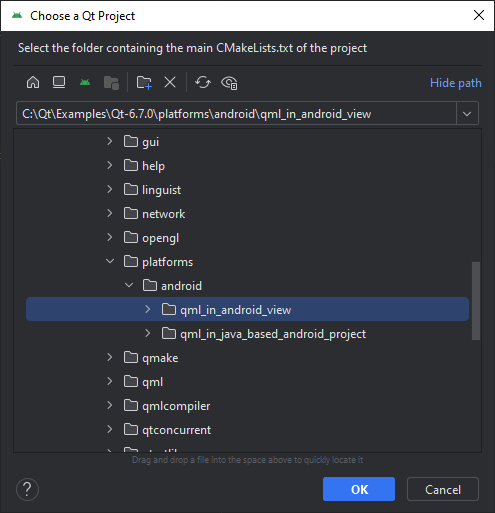 Choose a Qt Project
Select the folder containing the main CMakeLists.txt of the project
Hide path
C:\Qt\Examples\Qt-6.7.0\platforms\android\qml_in_android_view
gui
help
linguist
network
opengl
platforms
android
qml_in_android_view
qml_in_java_based_android_project
qmake
qml
qmlcompiler
qtconcurrent
Drag and drop a file into the space above to quickly locate it
?
OK
Cancel